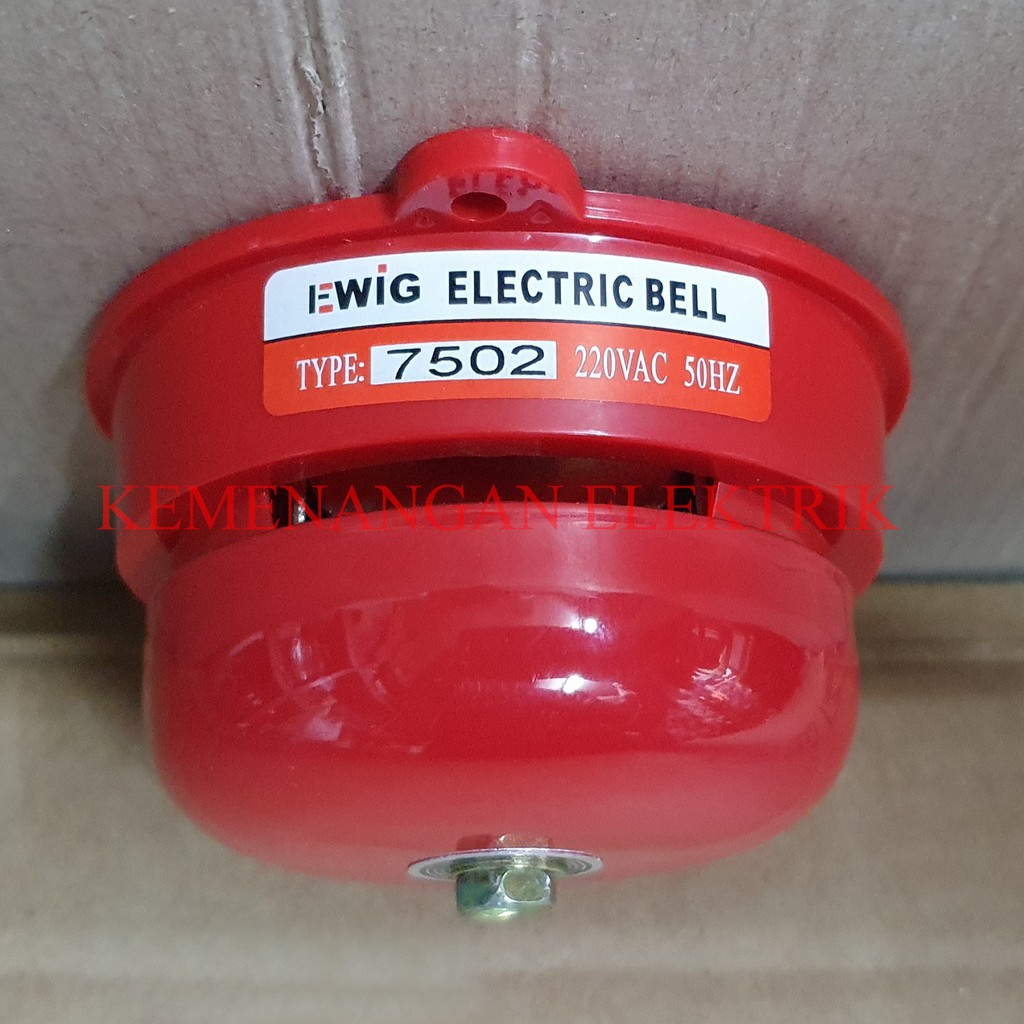 EWiG ELECTRIC BELL
TYPE: 7502 220VAC 50HZ
KEMENANGAN ELEKTRIK